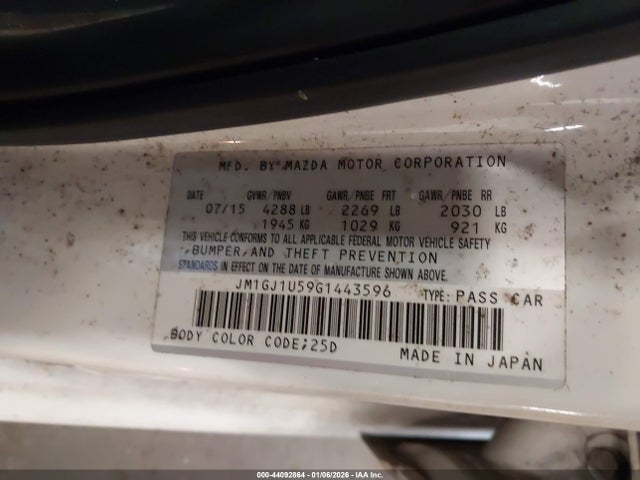 MFD. BY MAZDA MOTOR CORPORATION
DATE GVWR/PNBV GAWR/PNBE FRT GAWR/PNBE RR
07/15 4288 LB 2269 LB 2030 LB
1945 KG 1029 KG 921 KG
THIS VEHICLE CONFORMS TO ALL APPLICABLE FEDERAL MOTOR VEHICLE SAFETY
,BUMPER,AND THEFT PREVENTION
STANDARDS IN EFFECT ON THE DATE OF MANUFACTURE SHOWN ABOVE.
JM1GJ1U59G1443596 TYPE: PASS CAR
BODY COLOR CODE;25D MADE IN JAPAN
000-44092864 - 01/06/2026 - IAA Inc.